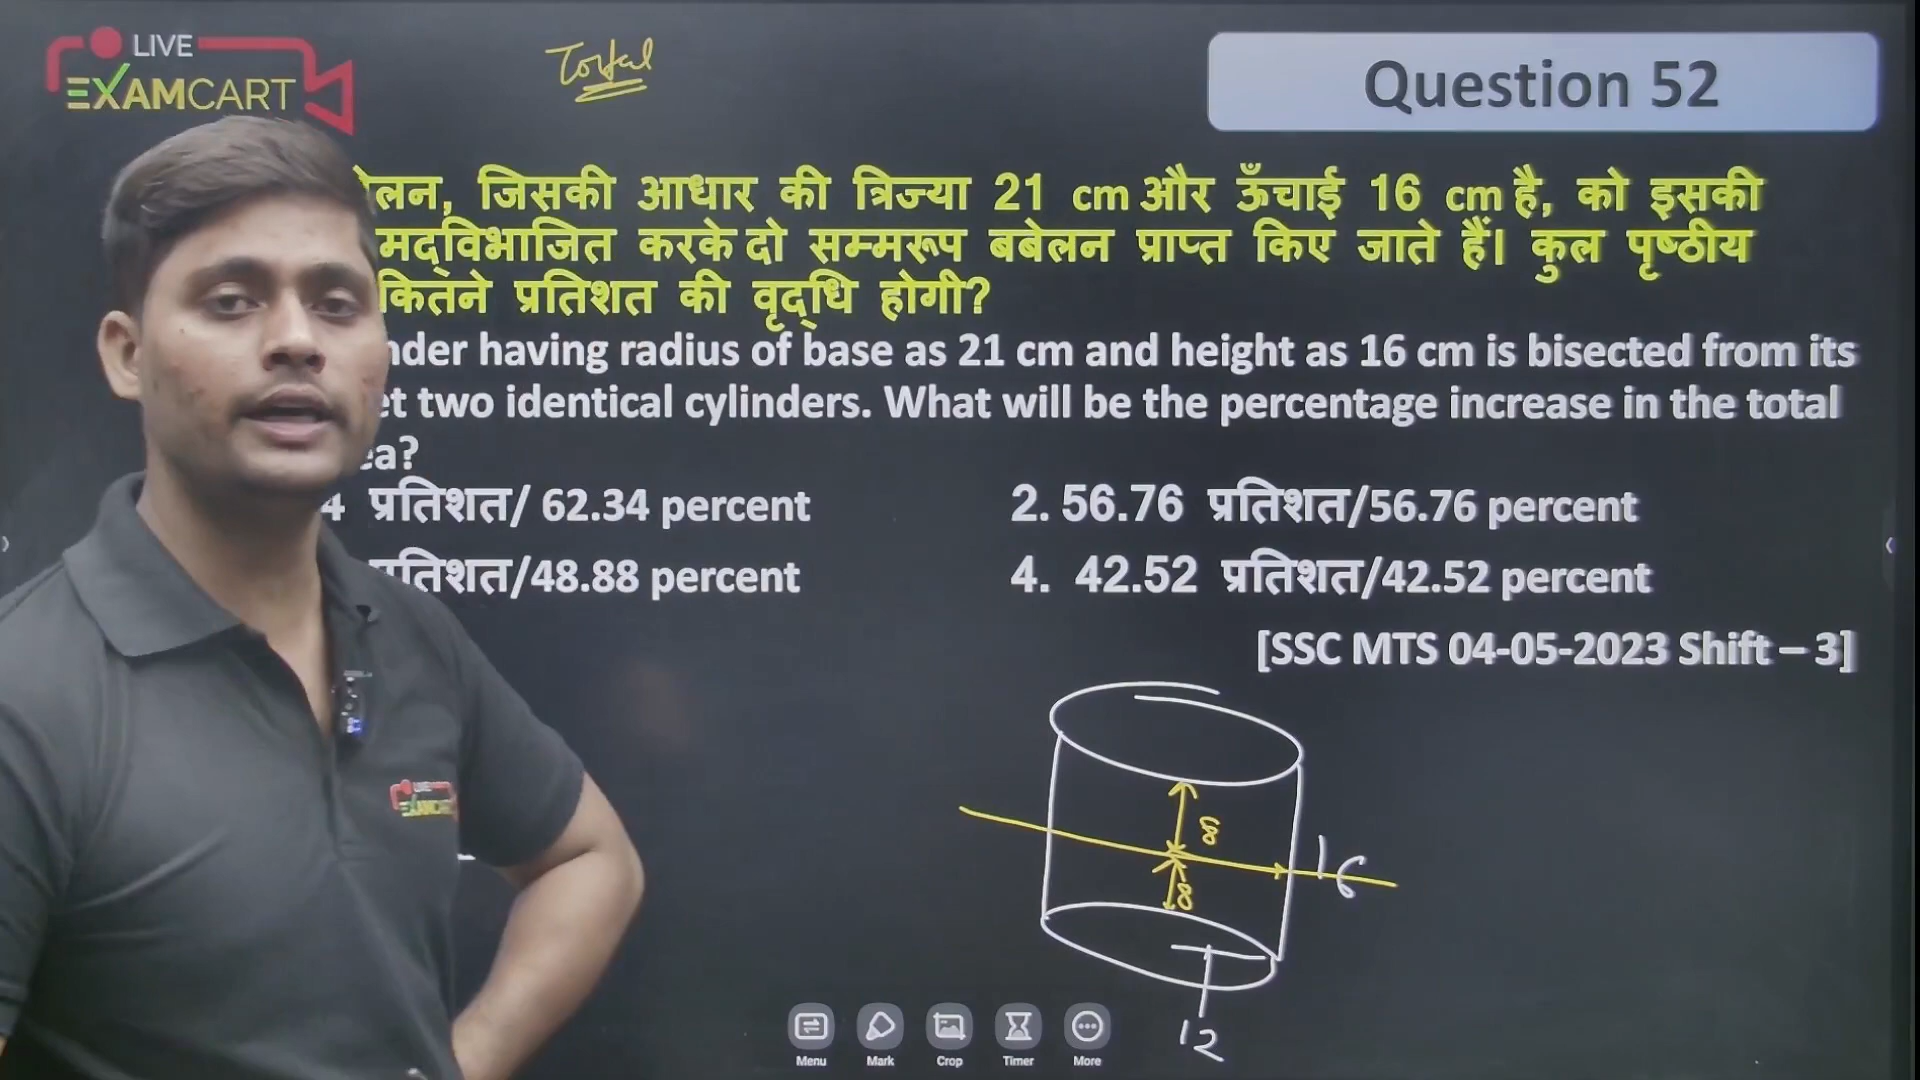 LIVE
EXAMCART
Total
Question 52
जिसकी आधार की त्रिज्या 21 cm और ऊँचाई 16 cm है, को इसकी
करके दो सम्मरूप बबेलन प्राप्त किए जाते हैं। कुल पृष्ठीय
कितने प्रतिशत की वृद्धि होगी?
having radius of base as 21 cm and height as 16 cm is bisected from its
two identical cylinders. What will be the percentage increase in the total
4 प्रतिशत/ 62.34 percent
2. 56.76 प्रतिशत/56.76 percent
प्रतिशत/48.88 percent
4. 42.52 प्रतिशत/42.52 percent
[SSC MTS 04-05-2023 Shift – 3]
8
16
8
12
Menu Mark Crop Timer More